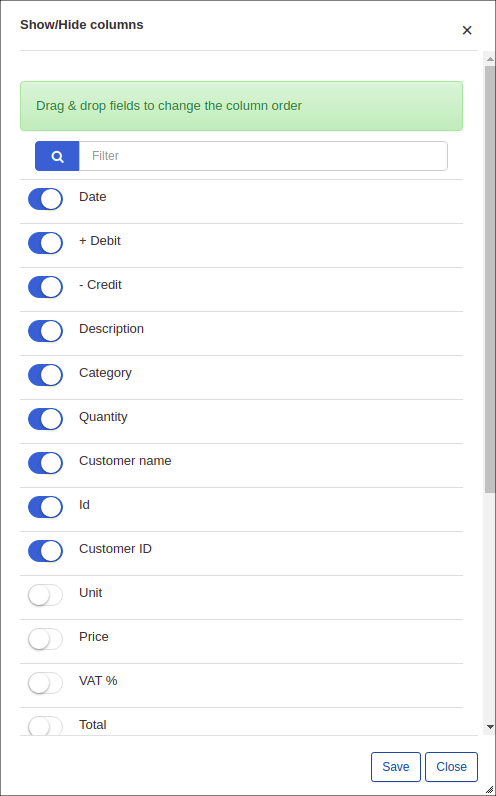 Show/Hide columns
×
Drag & drop fields to change the column order
Filter
Date
+ Debit
- Credit
Description
Category
Quantity
Customer name
Id
Customer ID
Unit
Price
VAT %
Total
Save
Close